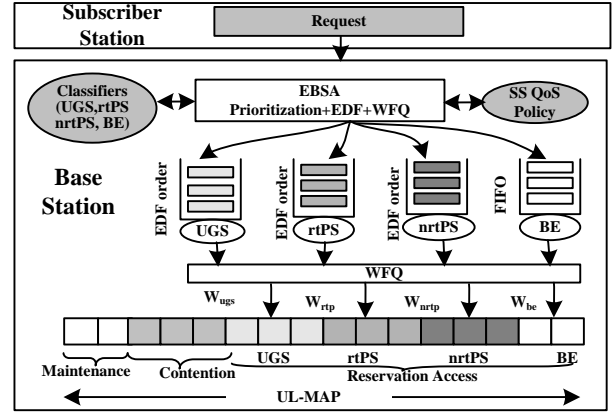 Subscriber
Station
Request
Classifiers
(UGS,rtPS
nrtPS, BE)
EBSA
Prioritization+EDF+WFQ
SS QoS
Policy
Base
Station
EDF order
EDF order
EDF order
FIFO
UGS
rtPS
nrtPS
BE
WFQ
Wugs
Wrtp
Wnrtp
Wbe
UGS
rtPS
nrtPS
BE
Maintenance
Contention
Reservation Access
UL-MAP